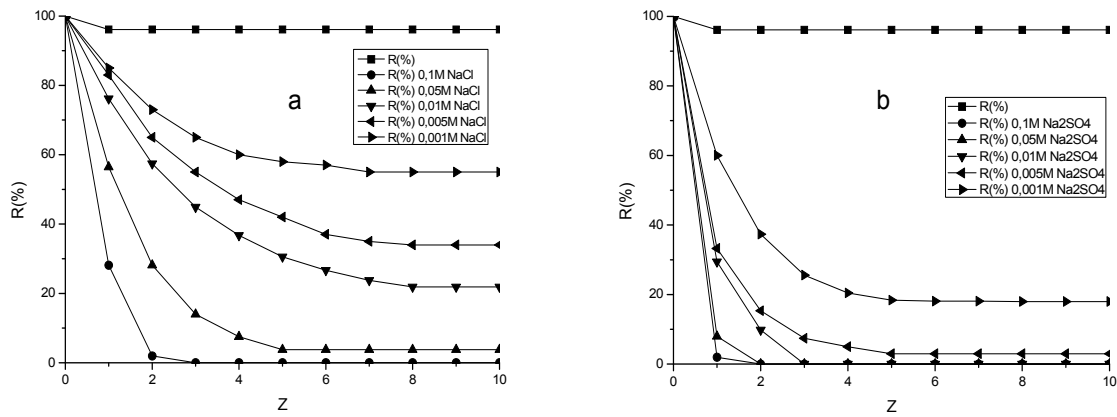 100
80
60
40
20
0
R(%)
R(%)
R(%) 0,1M NaCl
R(%) 0,05M NaCl
R(%) 0,01M NaCl
R(%) 0,005M NaCl
R(%) 0,001M NaCl
a
0 2 4 6 8 10
Z
100
80
60
40
20
0
R(%)
R(%)
R(%) 0,1M Na2SO4
R(%) 0,05M Na2SO4
R(%) 0,01M Na2SO4
R(%) 0,005M Na2SO4
R(%) 0,001M Na2SO4
b
0 2 4 6 8 10
Z